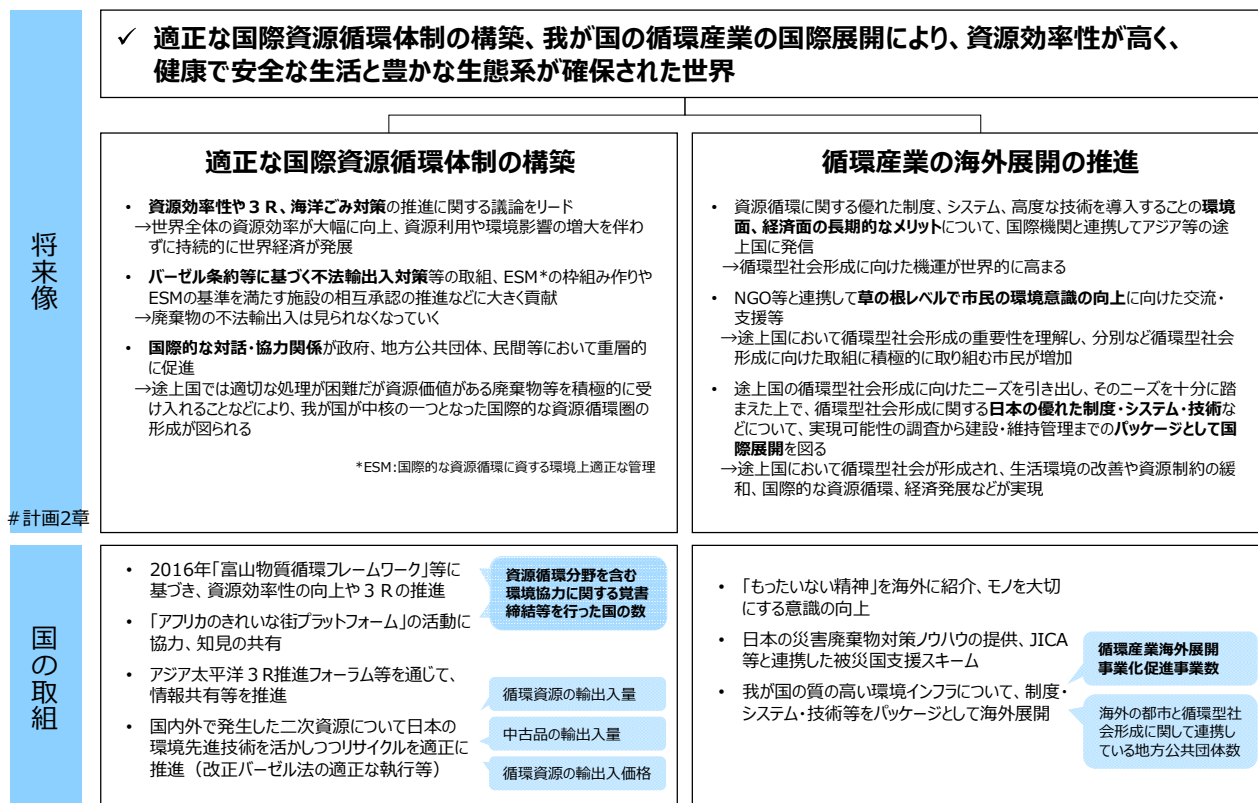 ✓ 適正な国際資源循環体制の構築、我が国の循環産業の国際展開により、資源効率性が高く、
健康で安全な生活と豊かな生態系が確保された世界
将来像
#計画2章
適正な国際資源循環体制の構築
• 資源効率性や3R、海洋ごみ対策の推進に関する議論をリード
→世界全体の資源効率が大幅に向上、資源利用や環境影響の増大を伴わ
ずに持続的に世界経済が発展
• バーゼル条約等に基づく不法輸出入対策等の取組、ESM*の枠組み作りや
ESMの基準を満たす施設の相互承認の推進などに大きく貢献
→廃棄物の不法輸出入は見られなくなっていく
• 国際的な対話・協力関係が政府、地方公共団体、民間等において重層的
に促進
→途上国では適切な処理が困難だが資源価値がある廃棄物等を積極的に受
け入れることなどにより、我が国が中核の一つとなった国際的な資源循環圏の
形成が図られる
*ESM:国際的な資源循環に資する環境上適正な管理
循環産業の海外展開の推進
• 資源循環に関する優れた制度、システム、高度な技術を導入することの環境
面、経済面の長期的なメリットについて、国際機関と連携してアジア等の途
上国に発信
→循環型社会形成に向けた機運が世界的に高まる
• NGO等と連携して草の根レベルで市民の環境意識の向上に向けた交流・
支援等
→途上国において循環型社会形成の重要性を理解し、分別など循環型社会
形成に向けた取組に積極的に取り組む市民が増加
• 途上国の循環型社会形成に向けたニーズを引き出し、そのニーズを十分に踏
まえた上で、循環型社会形成に関する日本の優れた制度・システム・技術な
どについて、実現可能性の調査から建設・維持管理までのパッケージとして国
際展開を図る
→途上国において循環型社会が形成され、生活環境の改善や資源制約の緩
和、国際的な資源循環、経済発展などが実現
国の取組
• 2016年「富山物質循環フレームワーク」等に
基づき、資源効率性の向上や3Rの推進
• 「アフリカのきれいな街プラットフォーム」の活動に
協力、知見の共有
• アジア太平洋3R推進フォーラム等を通じて、
情報共有等を推進
• 国内外で発生した二次資源について日本の
環境先進技術を活かしつつリサイクルを適正に
推進（改正バーゼル法の適正な執行等）
資源循環分野を含む
環境協力に関する覚書
締結等を行った国の数
循環資源の輸出入量
中古品の輸出入量
循環資源の輸出入価格
• 「もったいない精神」を海外に紹介、モノを大切
にする意識の向上
• 日本の災害廃棄物対策ノウハウの提供、JICA
等と連携した被災国支援スキーム
• 我が国の質の高い環境インフラについて、制度・
システム・技術等をパッケージとして海外展開
循環産業海外展開
事業化促進事業数
海外の都市と循環型社
会形成に関して連携し
ている地方公共団体数